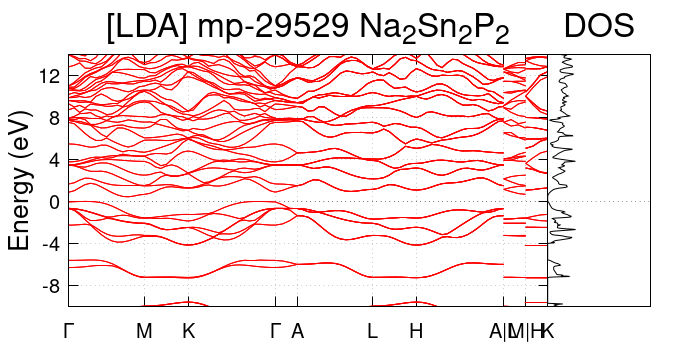 [LDA] mp-29529 Na₂Sn₂P₂ DOS
Energy (eV)
12
8
4
0
-4
-8
Γ M K Γ A L H A|L M|H K